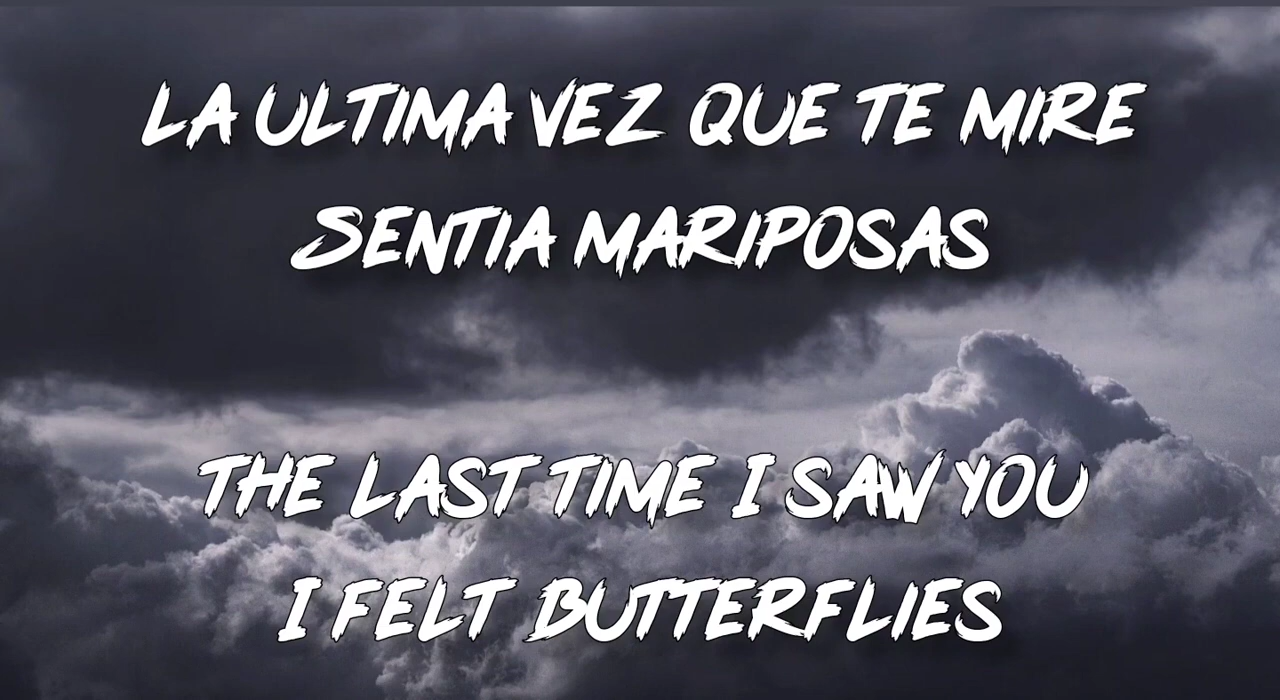 LA ULTIMA VEZ QUE TE MIRE
SENTIA MARIPOSAS
THE LAST TIME I SAW YOU
I FELT BUTTERFLIES